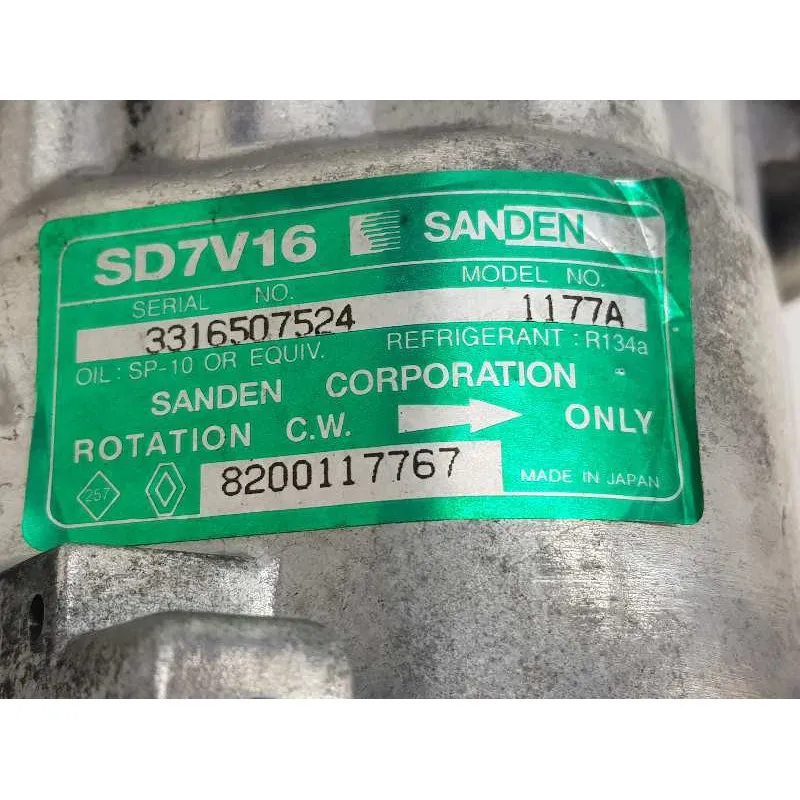 SD7V16 SANDEN
SERIAL NO. MODEL NO.
3316507524 1177A
OIL : SP-10 OR EQUIV. REFRIGERANT : R134a
SANDEN CORPORATION
ROTATION C.W. ONLY
257 8200117767 MADE IN JAPAN